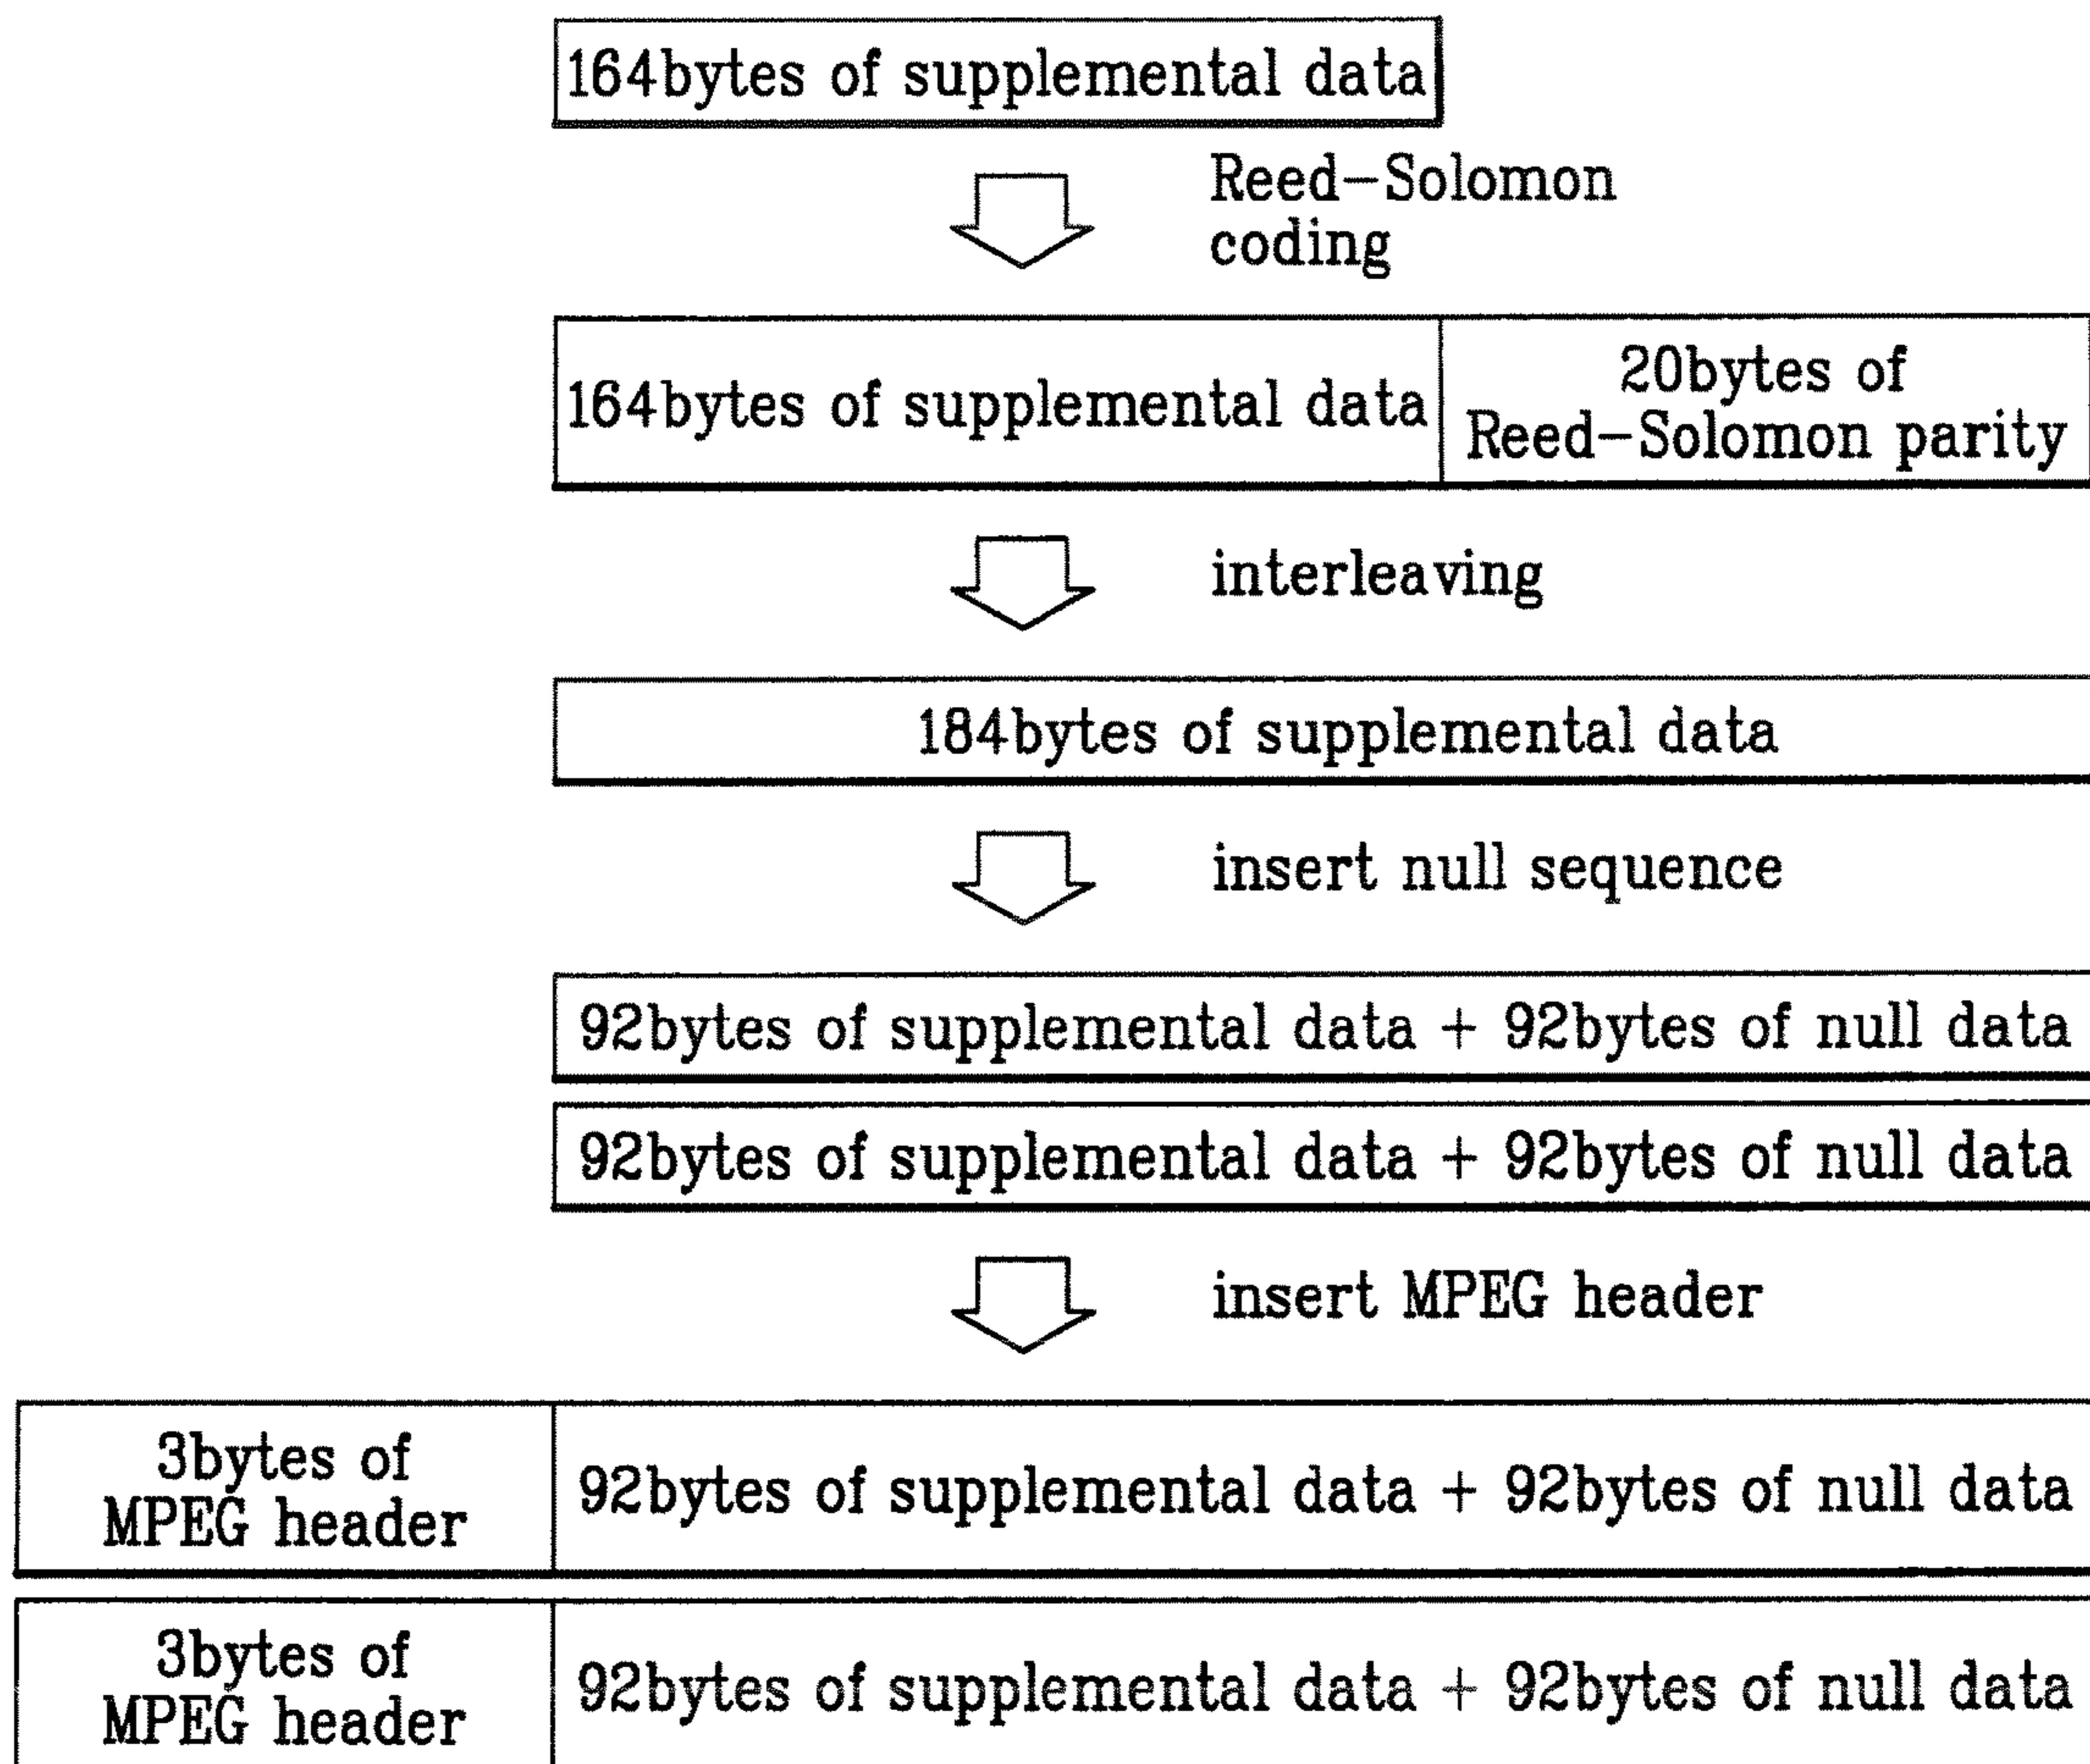 164bytes of supplemental data
Reed-Solomon
coding
164bytes of supplemental data
20bytes of
Reed-Solomon parity
interleaving
184bytes of supplemental data
insert null sequence
92bytes of supplemental data + 92bytes of null data
92bytes of supplemental data + 92bytes of null data
insert MPEG header
3bytes of
MPEG header
92bytes of supplemental data + 92bytes of null data
3bytes of
MPEG header
92bytes of supplemental data + 92bytes of null data